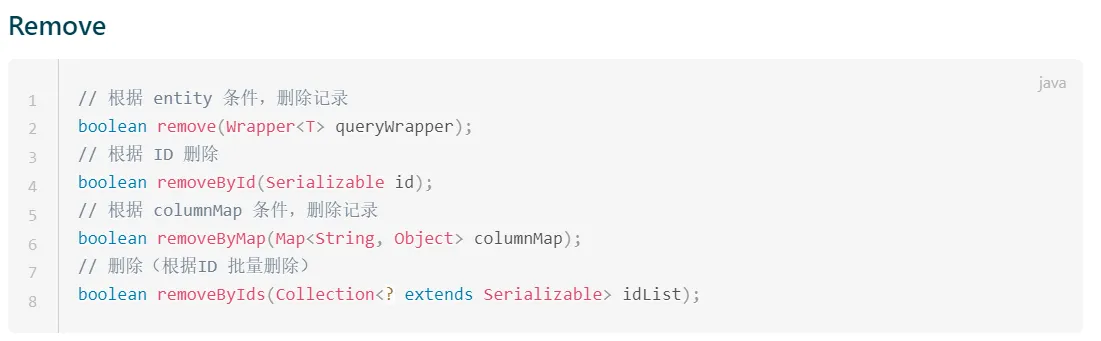 Remove
java
1 // 根据 entity 条件，删除记录
2 boolean remove(Wrapper<T> queryWrapper);
3 // 根据 ID 删除
4 boolean removeById(Serializable id);
5 // 根据 columnMap 条件，删除记录
6 boolean removeByMap(Map<String, Object> columnMap);
7 // 删除（根据ID 批量删除）
8 boolean removeByIds(Collection<? extends Serializable> idList);